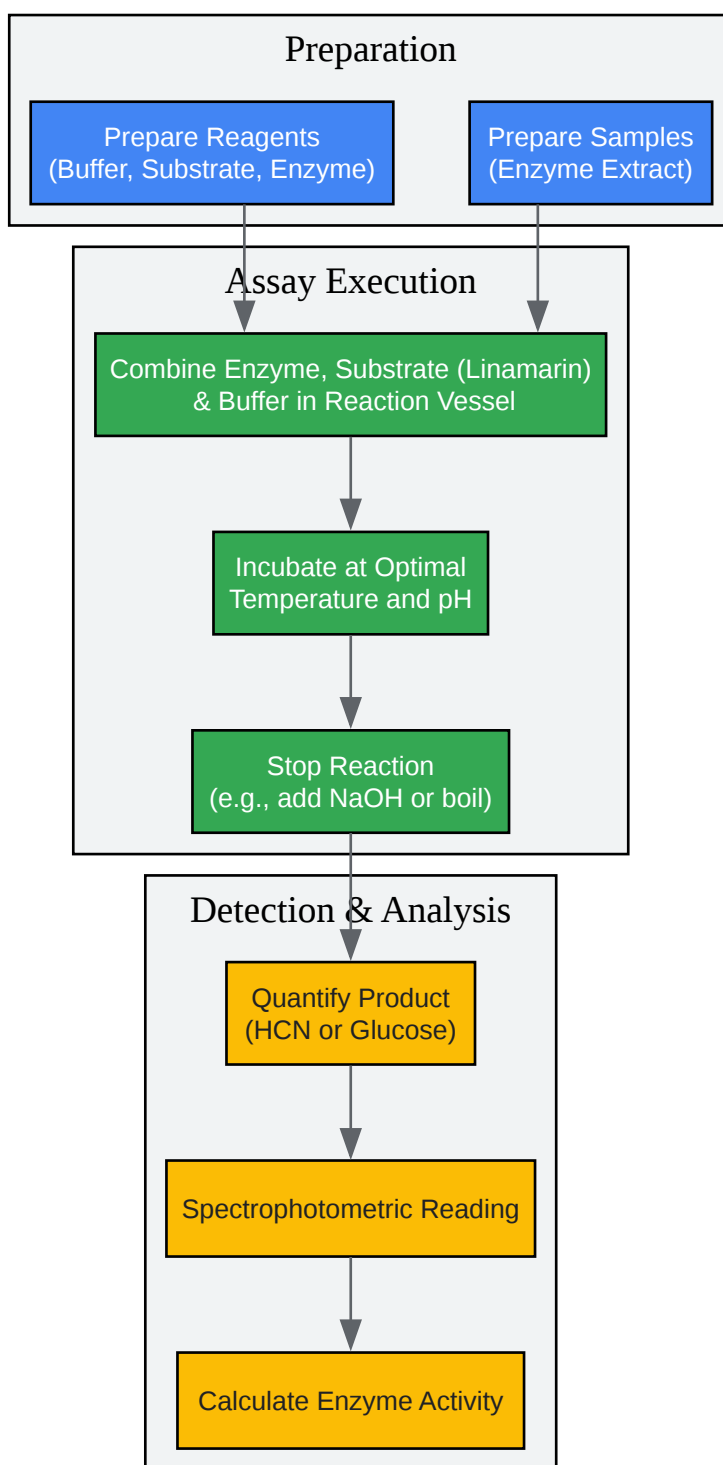 Preparation
Prepare Reagents
(Buffer, Substrate, Enzyme)
Prepare Samples
(Enzyme Extract)
Assay Execution
Combine Enzyme, Substrate (Linamarin)
& Buffer in Reaction Vessel
Incubate at Optimal
Temperature and pH
Stop Reaction
(e.g., add NaOH or boil)
Detection & Analysis
Quantify Product
(HCN or Glucose)
Spectrophotometric Reading
Calculate Enzyme Activity